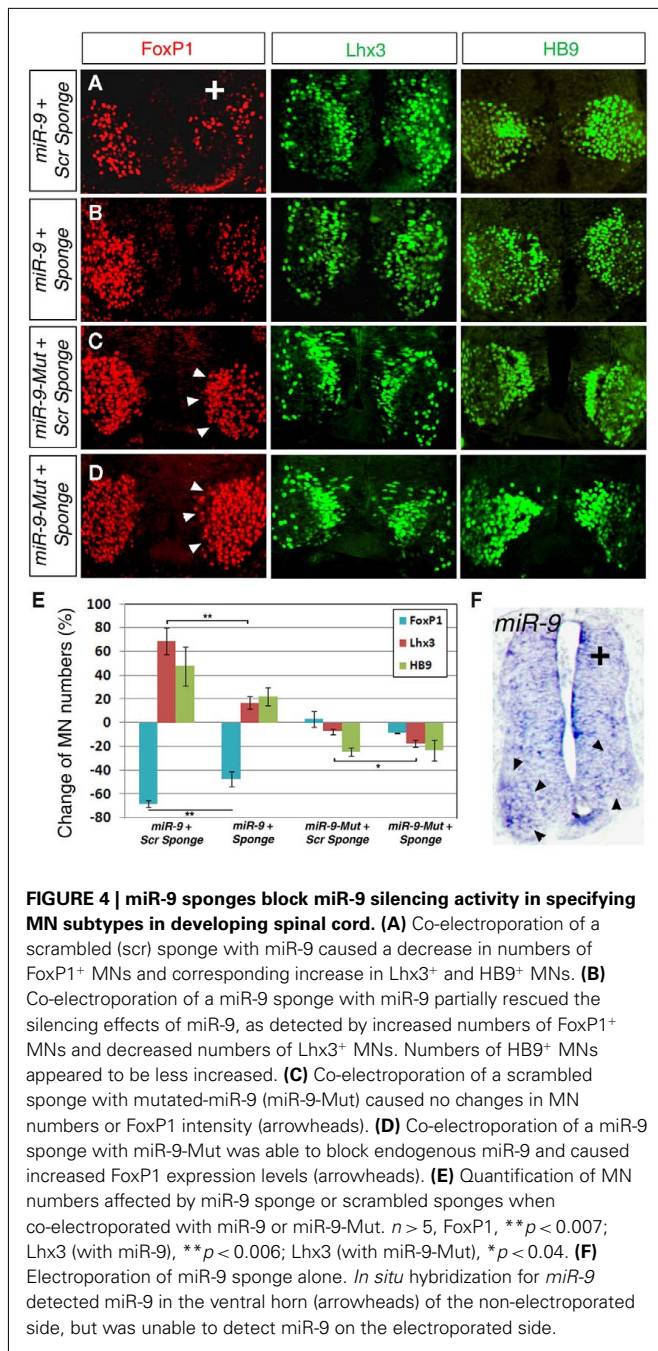 FoxP1
Lhx3
HB9
miR-9 +
Scr Sponge
A
+
miR-9 +
Sponge
B
miR-9-Mut +
Scr Sponge
C
miR-9-Mut +
Sponge
D
E
F
Change of MN numbers (%)
100
80
60
40
20
0
-20
-40
-60
-80
**
**
*
FoxP1
Lhx3
HB9
miR-9 +
Scr Sponge
miR-9 +
Sponge
miR-9-Mut +
Scr Sponge
miR-9-Mut +
Sponge
miR-9
+
FIGURE 4 | miR-9 sponges block miR-9 silencing activity in specifying
MN subtypes in developing spinal cord. (A) Co-electroporation of a
scrambled (scr) sponge with miR-9 caused a decrease in numbers of
FoxP1+ MNs and corresponding increase in Lhx3+ and HB9+ MNs. (B)
Co-electroporation of a miR-9 sponge with miR-9 partially rescued the
silencing effects of miR-9, as detected by increased numbers of FoxP1+
MNs and decreased numbers of Lhx3+ MNs. Numbers of HB9+ MNs
appeared to be less increased. (C) Co-electroporation of a scrambled
sponge with mutated-miR-9 (miR-9-Mut) caused no changes in MN
numbers or FoxP1 intensity (arrowheads). (D) Co-electroporation of a miR-9
sponge with miR-9-Mut was able to block endogenous miR-9 and caused
increased FoxP1 expression levels (arrowheads). (E) Quantification of MN
numbers affected by miR-9 sponge or scrambled sponges when
co-electroporated with miR-9 or miR-9-Mut. n > 5, FoxP1, **p < 0.007;
Lhx3 (with miR-9), **p < 0.006; Lhx3 (with miR-9-Mut), *p < 0.04. (F)
Electroporation of miR-9 sponge alone. In situ hybridization for miR-9
detected miR-9 in the ventral horn (arrowheads) of the non-electroporated
side, but was unable to detect miR-9 on the electroporated side.